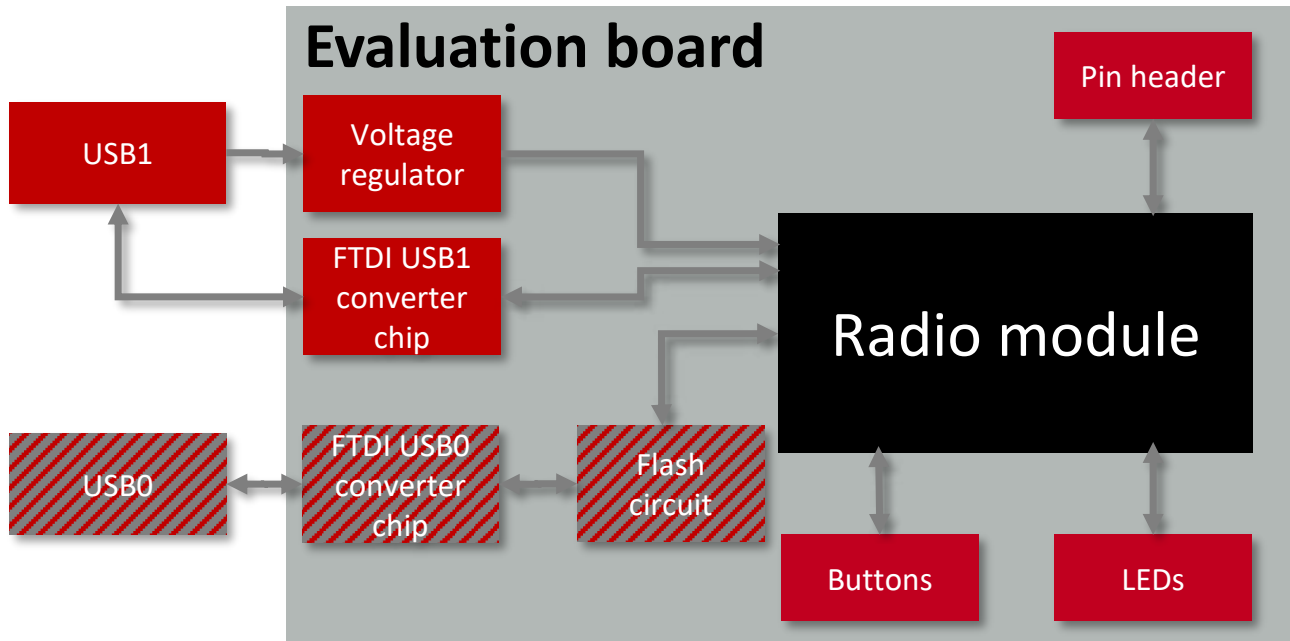 Evaluation board
Pin header
USB1
Voltage
regulator
FTDI USB1
converter
chip
Radio module
USB0
FTDI USB0
converter
chip
Flash
circuit
Buttons
LEDs